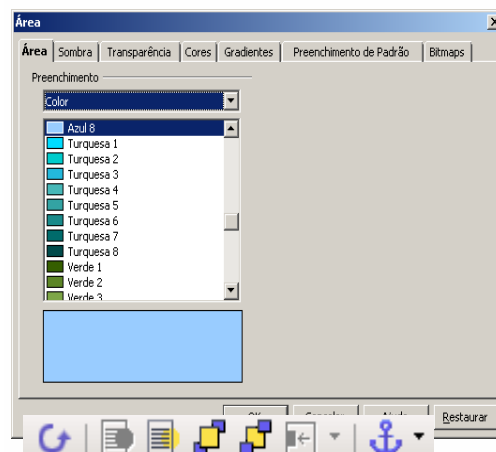 Área
Área Sombra Transparência Cores Gradientes Preenchimento de Padrão Bitmaps
Preenchimento
Color
Azul 8
Turquesa 1
Turquesa 2
Turquesa 3
Turquesa 4
Turquesa 5
Turquesa 6
Turquesa 7
Turquesa 8
Verde 1
Verde 2
Verde 3
Restaurar